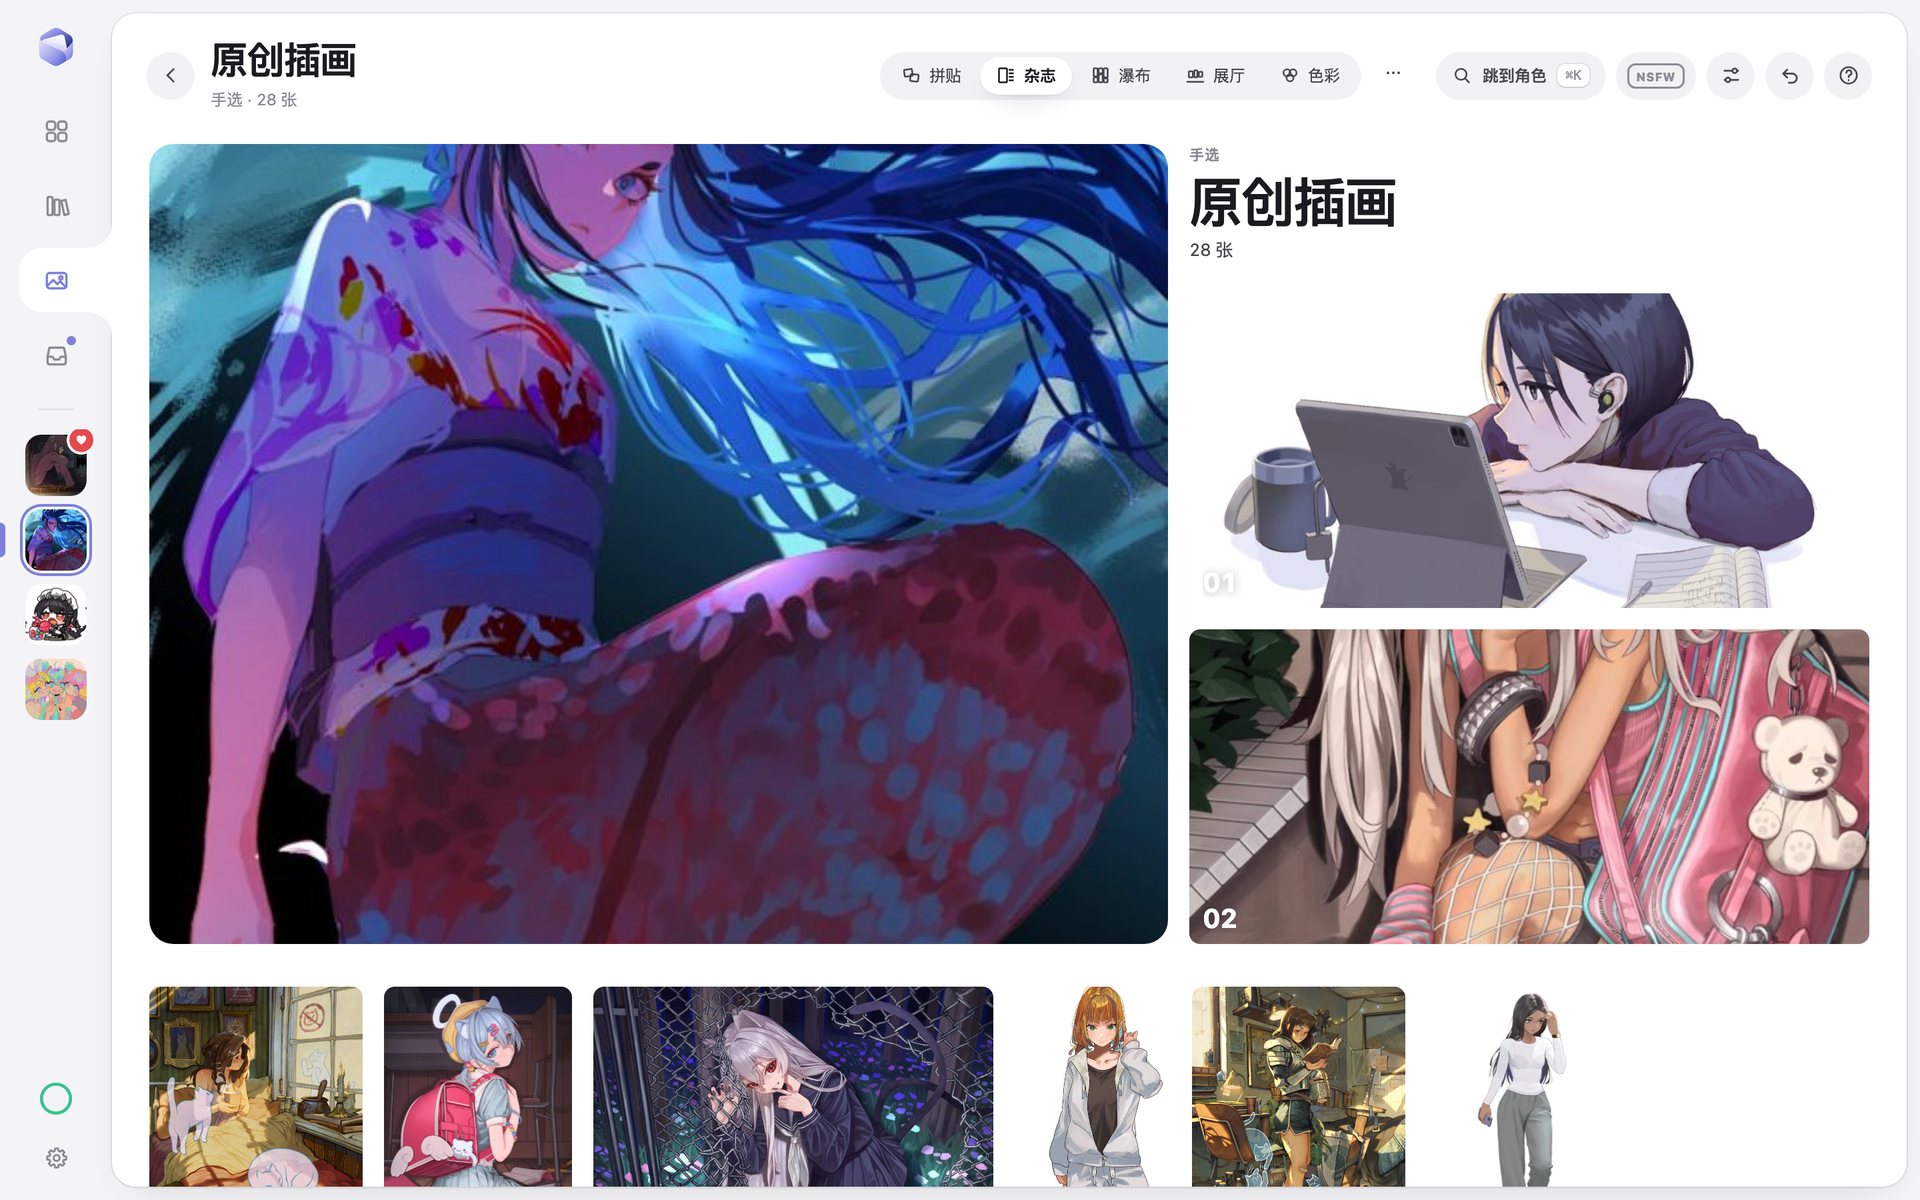 原创插画
手选 · 28 张
拼贴
杂志
瀑布
展厅
色彩
···
跳到角色 ⌘K
NSFW
手选
原创插画
28 张
01
02